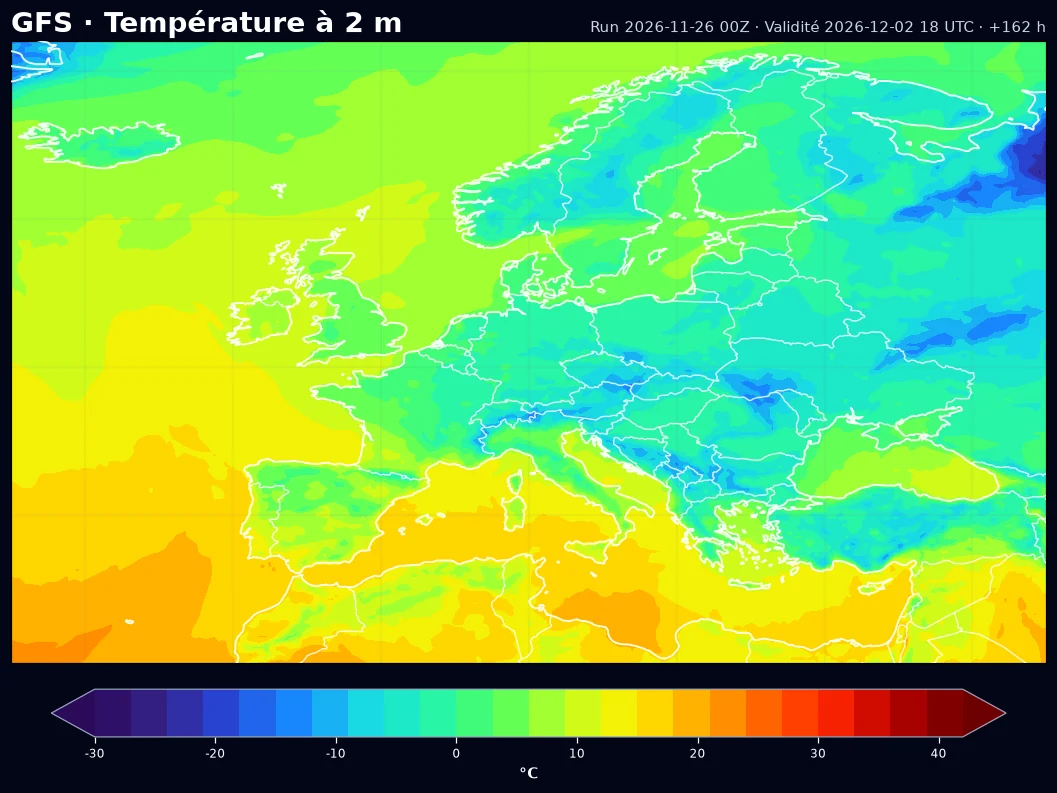 GFS · Température à 2 m
Run 2026-11-26 00Z · Validité 2026-12-02 18 UTC · +162 h
-30 -20 -10 0 10 20 30 40
°C